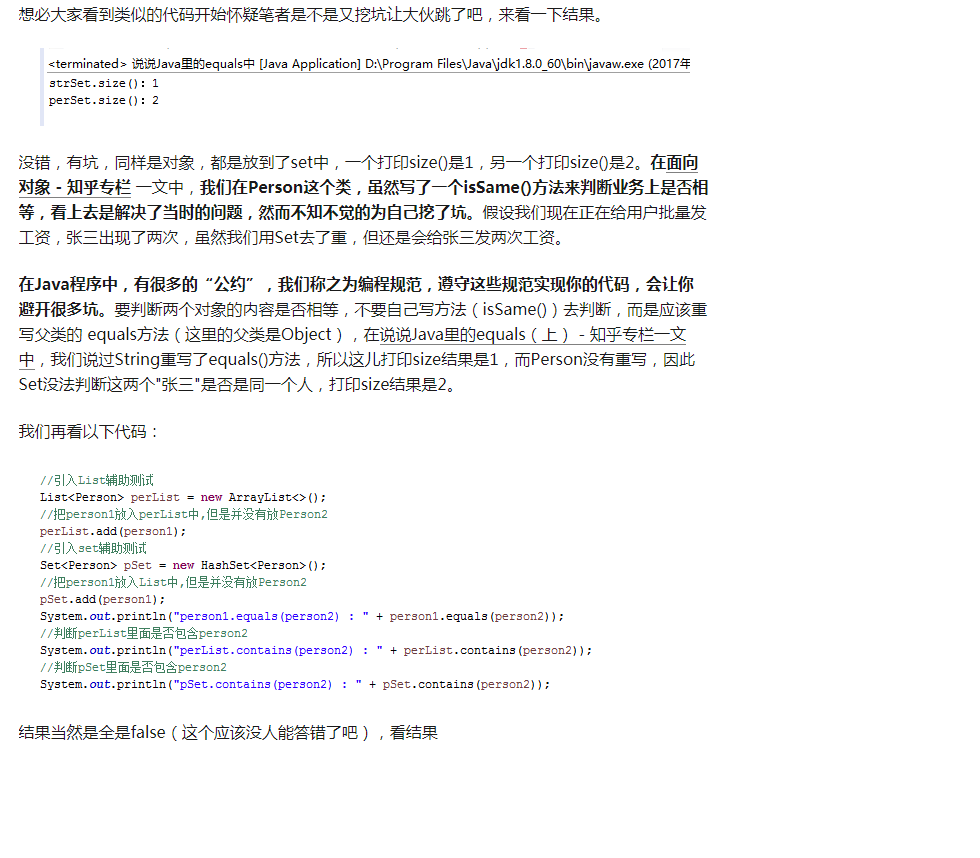 想必大家看到类似的代码开始怀疑笔者是不是又挖坑让大伙跳了吧，来看一下结果。
<terminated> 说说Java里的equals中 [Java Application] D:\Program Files\Java\jdk1.8.0_60\bin\javaw.exe (2017年
strSet.size(): 1
perSet.size(): 2
没错，有坑，同样是对象，都是放到了set中，一个打印size()是1，另一个打印size()是2。在面向
对象 - 知乎专栏 一文中，我们在Person这个类，虽然写了一个isSame()方法来判断业务上是否相
等，看上去是解决了当时的问题，然而不知不觉的为自己挖了坑。假设我们现在正在给用户批量发
工资，张三出现了两次，虽然我们用Set去了重，但还是会给张三发两次工资。
在Java程序中，有很多的“公约”，我们称之为编程规范，遵守这些规范实现你的代码，会让你
避开很多坑。要判断两个对象的内容是否相等，不要自己写方法（isSame()）去判断，而是应该重
写父类的 equals方法（这里的父类是Object），在说说Java里的equals（上） - 知乎专栏一文
中，我们说过String重写了equals()方法，所以这儿打印size结果是1，而Person没有重写，因此
Set没法判断这两个"张三"是否是同一个人，打印size结果是2。
我们再看以下代码：
//引入List辅助测试
List<Person> perList = new ArrayList<>();
//把person1放入perList中,但是并没有放Person2
perList.add(person1);
//引入set辅助测试
Set<Person> pSet = new HashSet<Person>();
//把person1放入List中,但是并没有放Person2
pSet.add(person1);
System.out.println("person1.equals(person2) : " + person1.equals(person2));
//判断perList里面是否包含person2
System.out.println("perList.contains(person2) : " + perList.contains(person2));
//判断pSet里面是否包含person2
System.out.println("pSet.contains(person2) : " + pSet.contains(person2));
结果当然是全是false（这个应该没人能答错了吧），看结果